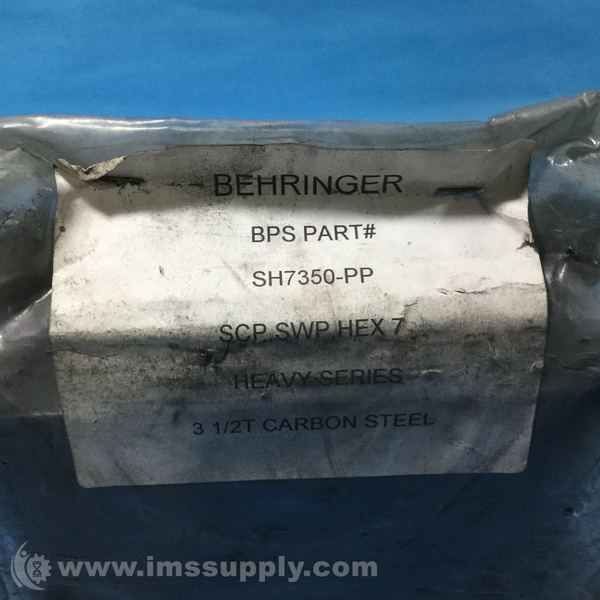 BEHRINGER
BPS PART#
SH7350-PP
SCP SWP HEX 7
HEAVY SERIES
3 1/2T CARBON STEEL
www.imssupply.com